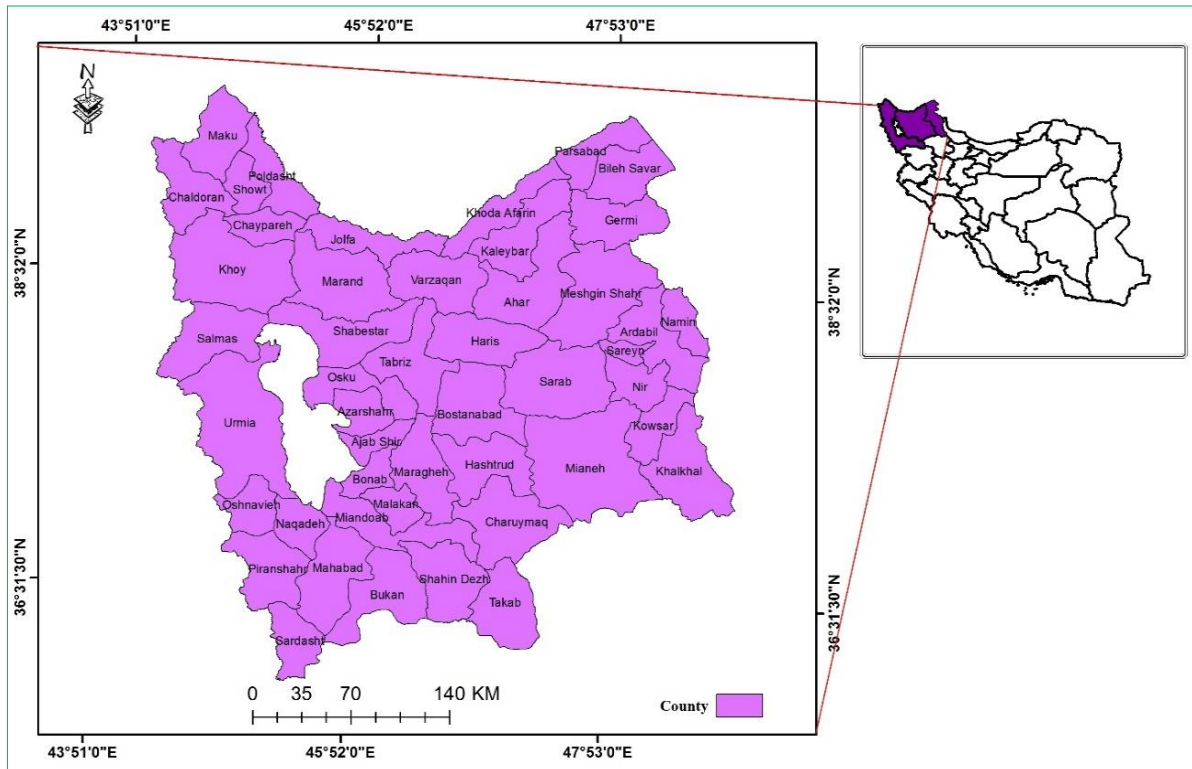 43°51'0"E 45°52'0"E 47°53'0"E
N
Maku
Poldasht
Showt
Chaldoran
Chaypareh
Parsabad
Bileh Savar
Khoda Afarin
Germi
Jolfa
Kaleybar
38°32'0"N
Khoy
Marand
Varzaqan
Ahar
Meshgin Shahr
38°32'0"N
Namin
Ardabil
Shabestar
Salmas
Haris
Sareyn
Tabriz
Osku
Sarab
Nir
Azarshahr
Bostanabad
Urmia
Kowsar
Ajab Shir
Maragheh
Hashtrud
Mianeh
Khalkhal
Bonab
Oshnavieh
Malakan
Naqadeh
Miandoab
Charuymaq
36°31'30"N
Piranshahr
Mahabad
Shahin Dezh
Bukan
Takab
36°31'30"N
Sardasht
0 35 70 140 KM
County
43°51'0"E 45°52'0"E 47°53'0"E